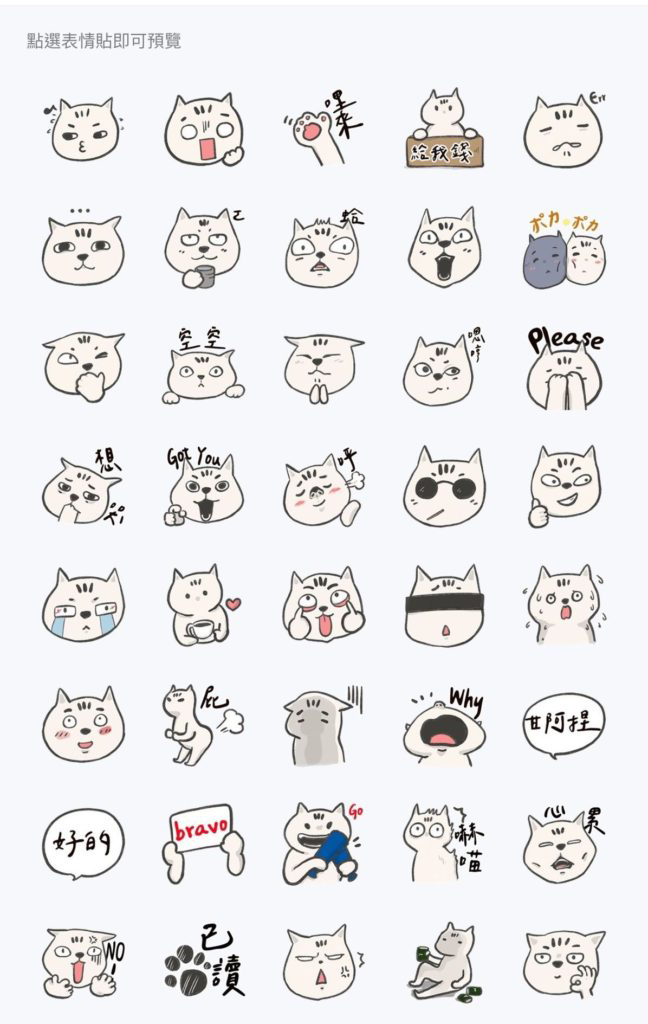 點選表情貼即可預覽
嘿來
給我錢
Err
...
蛤
ポカ ポカ
空空
嗯哼
Please
想
Got You
呼
屁
Why
甘阿捏
好的
bravo
Go
嚇喵
心累
NO!
已讀